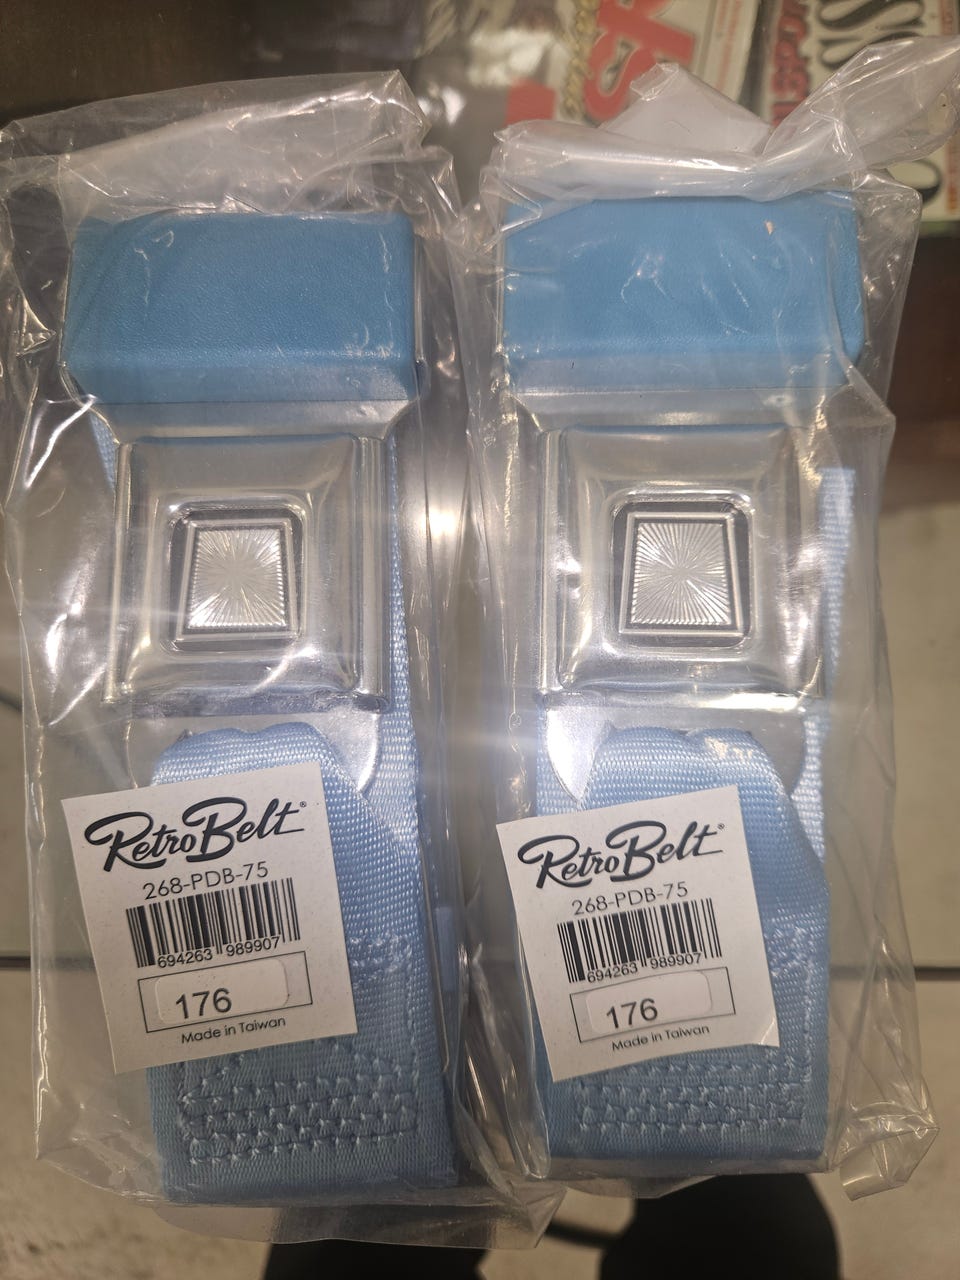 RetroBelt®
268-PDB-75
694263 989907
176
Made in Taiwan
RetroBelt®
268-PDB-75
694263 989907
176
Made in Taiwan